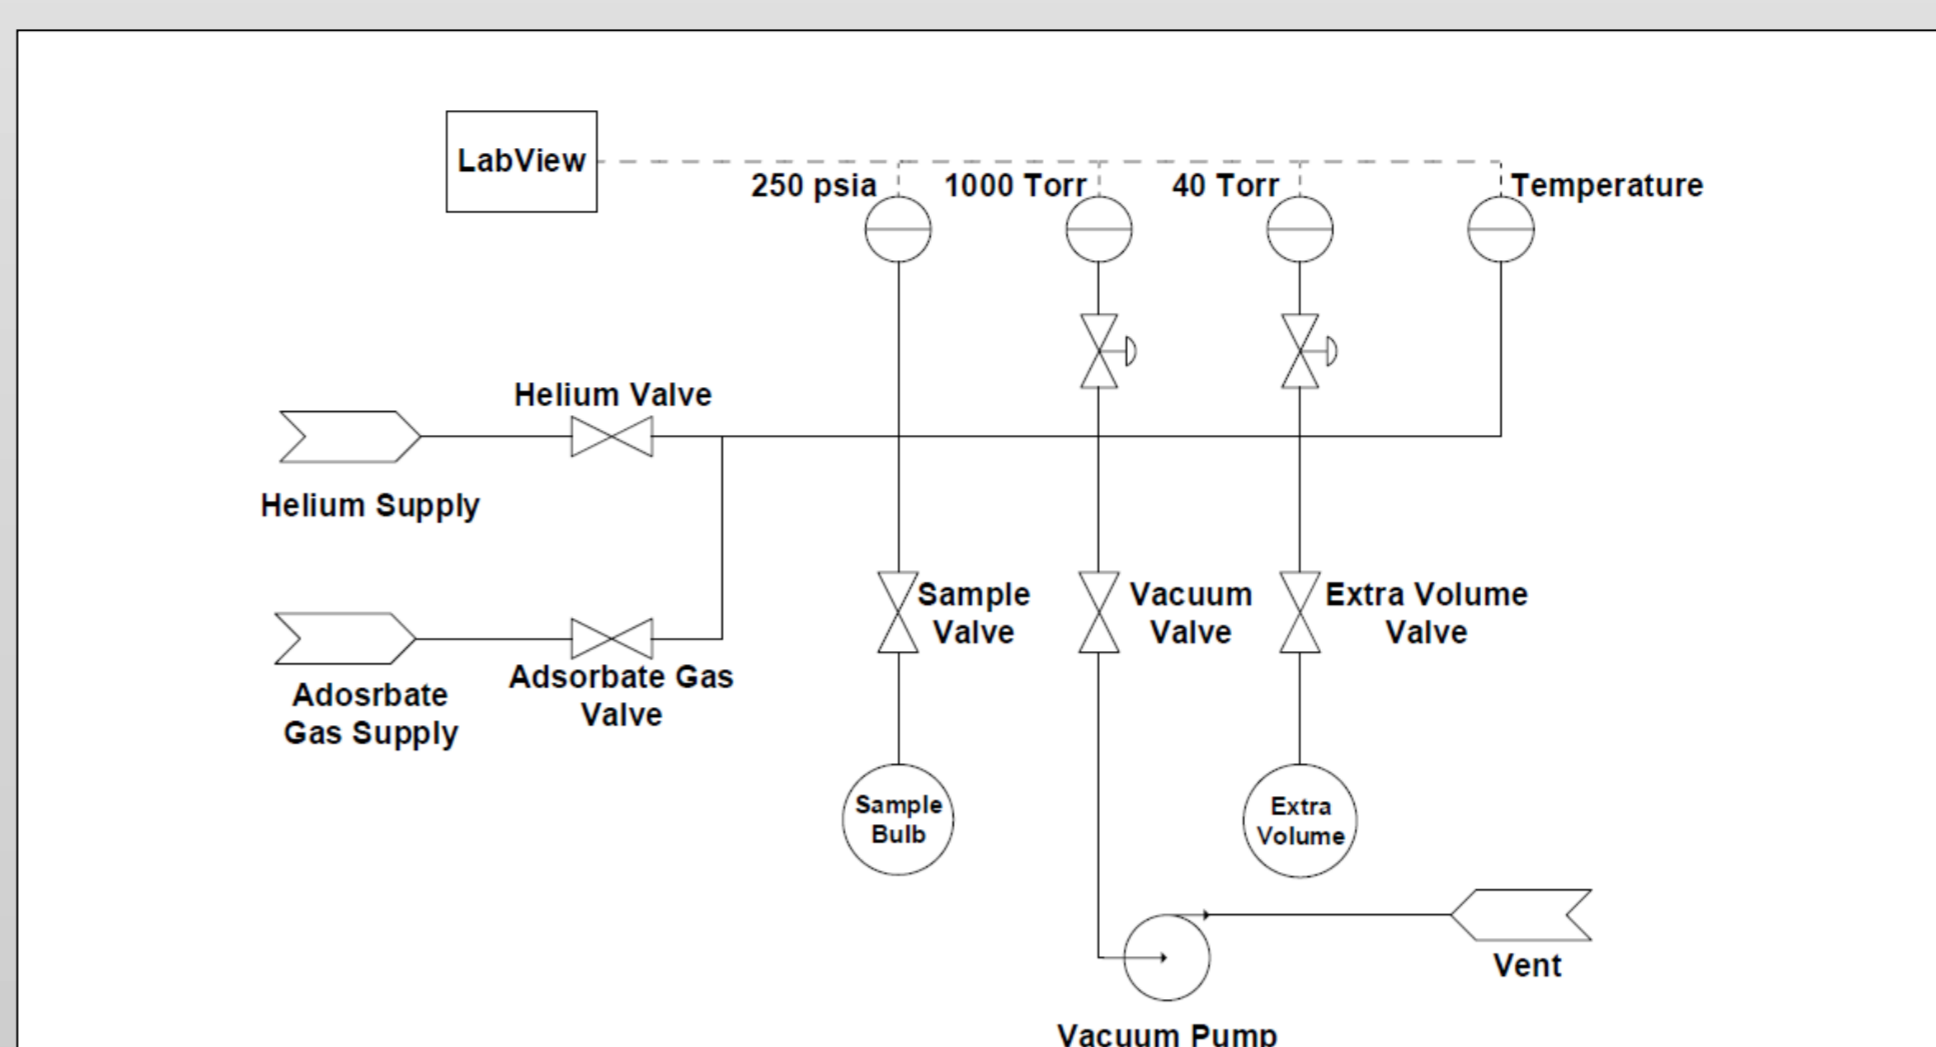 LabView
250 psia
1000 Torr
40 Torr
Temperature
Helium Valve
Helium Supply
Sample
Valve
Vacuum
Valve
Extra Volume
Valve
Adsorbate Gas
Valve
Adosrbate
Gas Supply
Sample
Bulb
Extra
Volume
Vent
Vacuum Pump